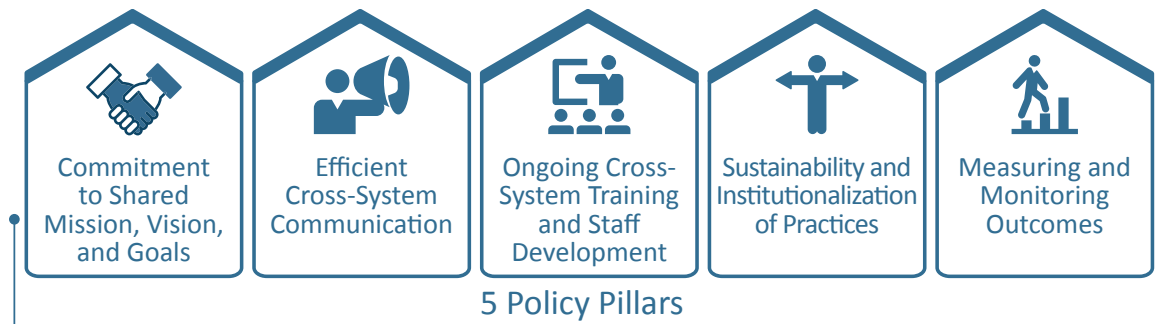 Commitment
to Shared
Mission, Vision,
and Goals
Efficient
Cross-System
Communication
Ongoing Cross-
System Training
and Staff
Development
Sustainability and
Institutionalization
of Practices
Measuring and
Monitoring
Outcomes
5 Policy Pillars